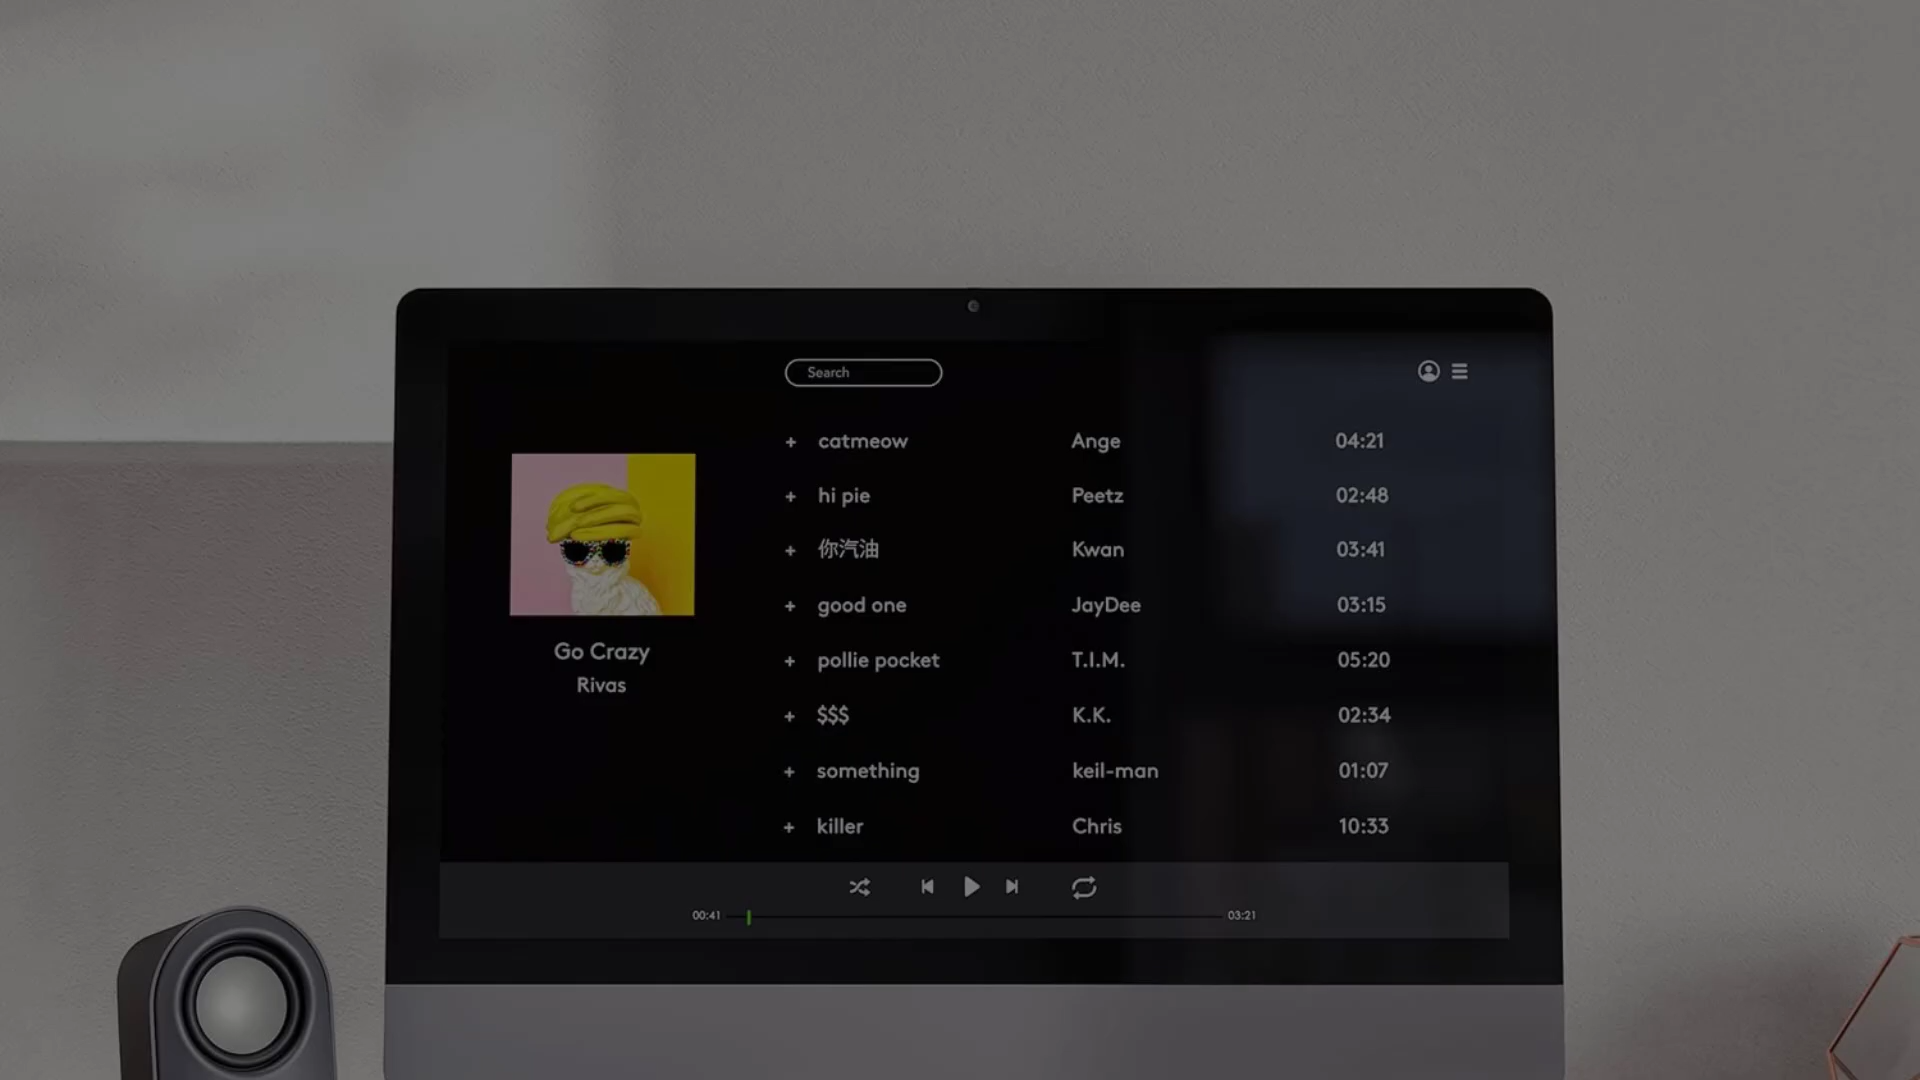 Search
catmeow Ange 04:21
hi pie Peetz 02:48
你汽油 Kwan 03:41
good one JayDee 03:15
pollie pocket T.I.M. 05:20
$$$ K.K. 02:34
something keil-man 01:07
killer Chris 10:33
Go Crazy
Rivas
00:41 03:21